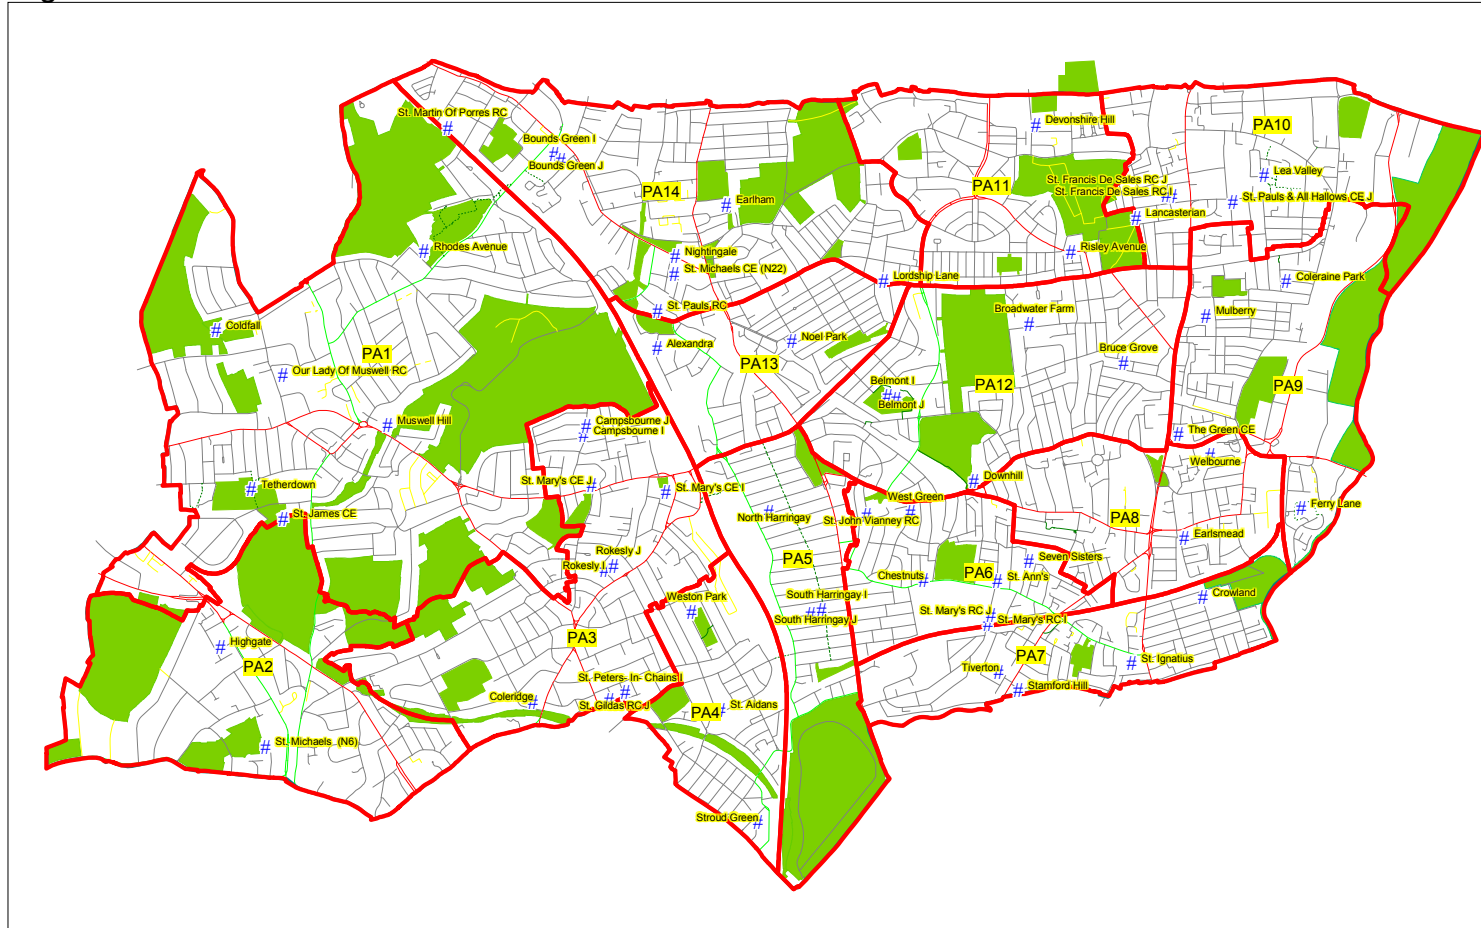 St. Martin Of Porres RC
Bounds Green I
Bounds Green J
Devonshire Hill
PA10
Lea Valley
PA14
Earlham
PA11
St. Francis De Sales RC J
St. Francis De Sales RC I
St. Pauls & All Hallows CE J
Lancasterian
Rhodes Avenue
Nightingale
St. Michaels CE (N22)
Risley Avenue
Lordship Lane
Coleraine Park
St. Pauls RC
Broadwater Farm
Mulberry
Coldfall
Alexandra
Noel Park
Bruce Grove
PA1
Our Lady Of Muswell RC
PA13
Belmont I
Belmont J
PA12
PA9
Muswell Hill
Campsbourne J
Campsbourne I
The Green CE
Welbourne
Tetherdown
St. Mary's CE J
St. Mary's CE I
Downhill
West Green
St. James CE
North Harringay
St. John Vianney RC
PA8
Ferry Lane
Earlsmead
Rokesly J
Rokesly I
PA5
Seven Sisters
Chestnuts
PA6
St. Ann's
Weston Park
South Harringay I
South Harringay J
St. Mary's RC J
St. Mary's RC I
Crowland
Highgate
PA2
PA3
PA7
Tiverton
St. Ignatius
Stamford Hill
Coleridge
St. Peters- In- Chains I
St. Gildas RC J
PA4
St. Aidans
St. Michaels (N6)
Stroud Green